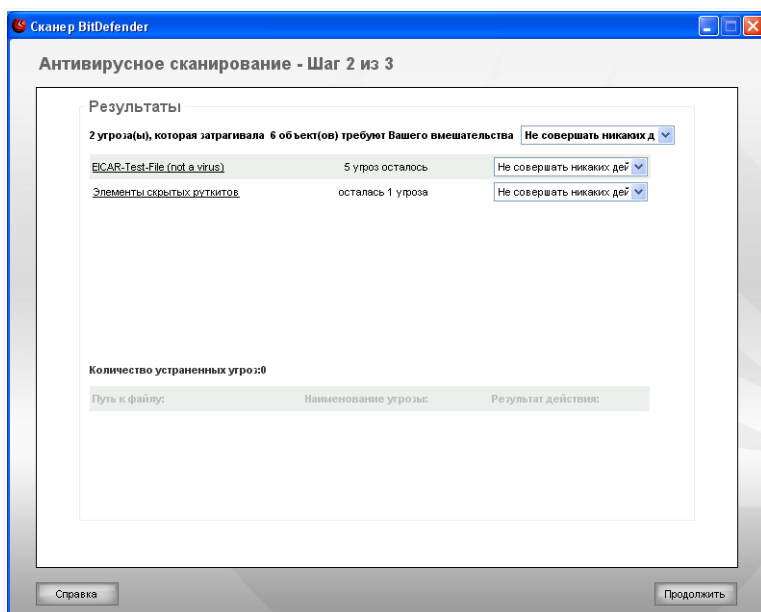 Сканер BitDefender
Антивирусное сканирование - Шаг 2 из 3
Результаты
2 угроза(ы), которая затрагивала 6 объект(ов) требуют Вашего вмешательства Не совершать никаких д
EICAR-Test-File (not a virus) 5 угроз осталось Не совершать никаких дей
Элементы скрытых руткитов осталась 1 угроза Не совершать никаких дей
Количество устраненных угроз:0
Путь к файлу: Наименование угрозы: Результат действия:
Справка Продолжить